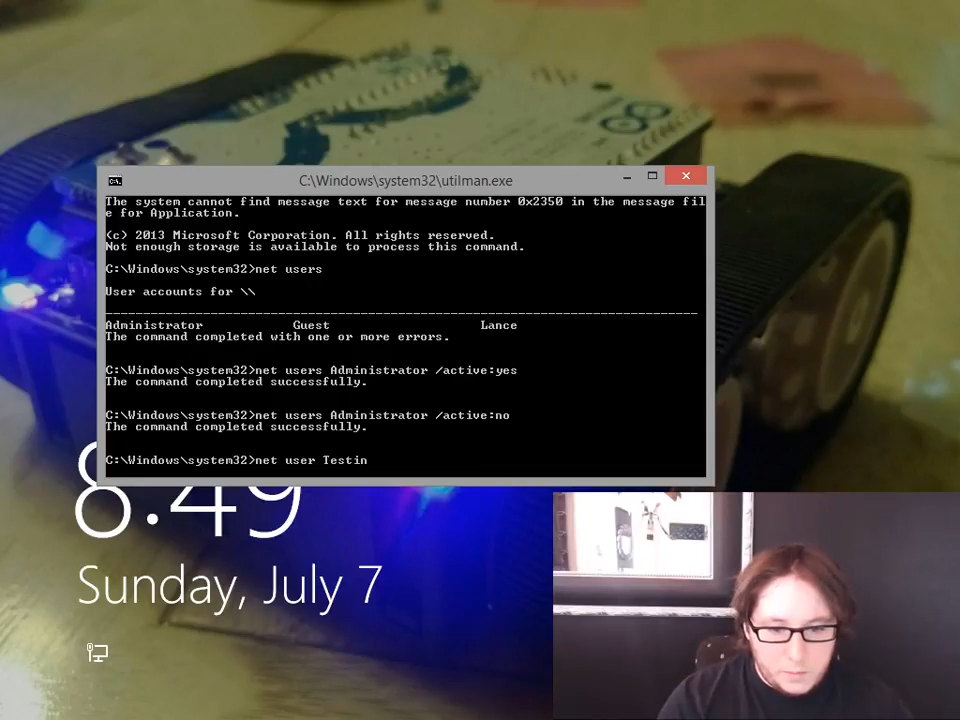 C:\Windows\system32\utilman.exe
The system cannot find message text for message number 0x2350 in the message fil
e for Application.
(c) 2013 Microsoft Corporation. All rights reserved.
Not enough storage is available to process this command.
C:\Windows\system32>net users
User accounts for \\
-------------------------------------------------------------------------------
Administrator            Guest                    Lance
The command completed with one or more errors.
C:\Windows\system32>net users Administrator /active:yes
The command completed successfully.
C:\Windows\system32>net users Administrator /active:no
The command completed successfully.
C:\Windows\system32>net user Testin
8:49
Sunday, July 7